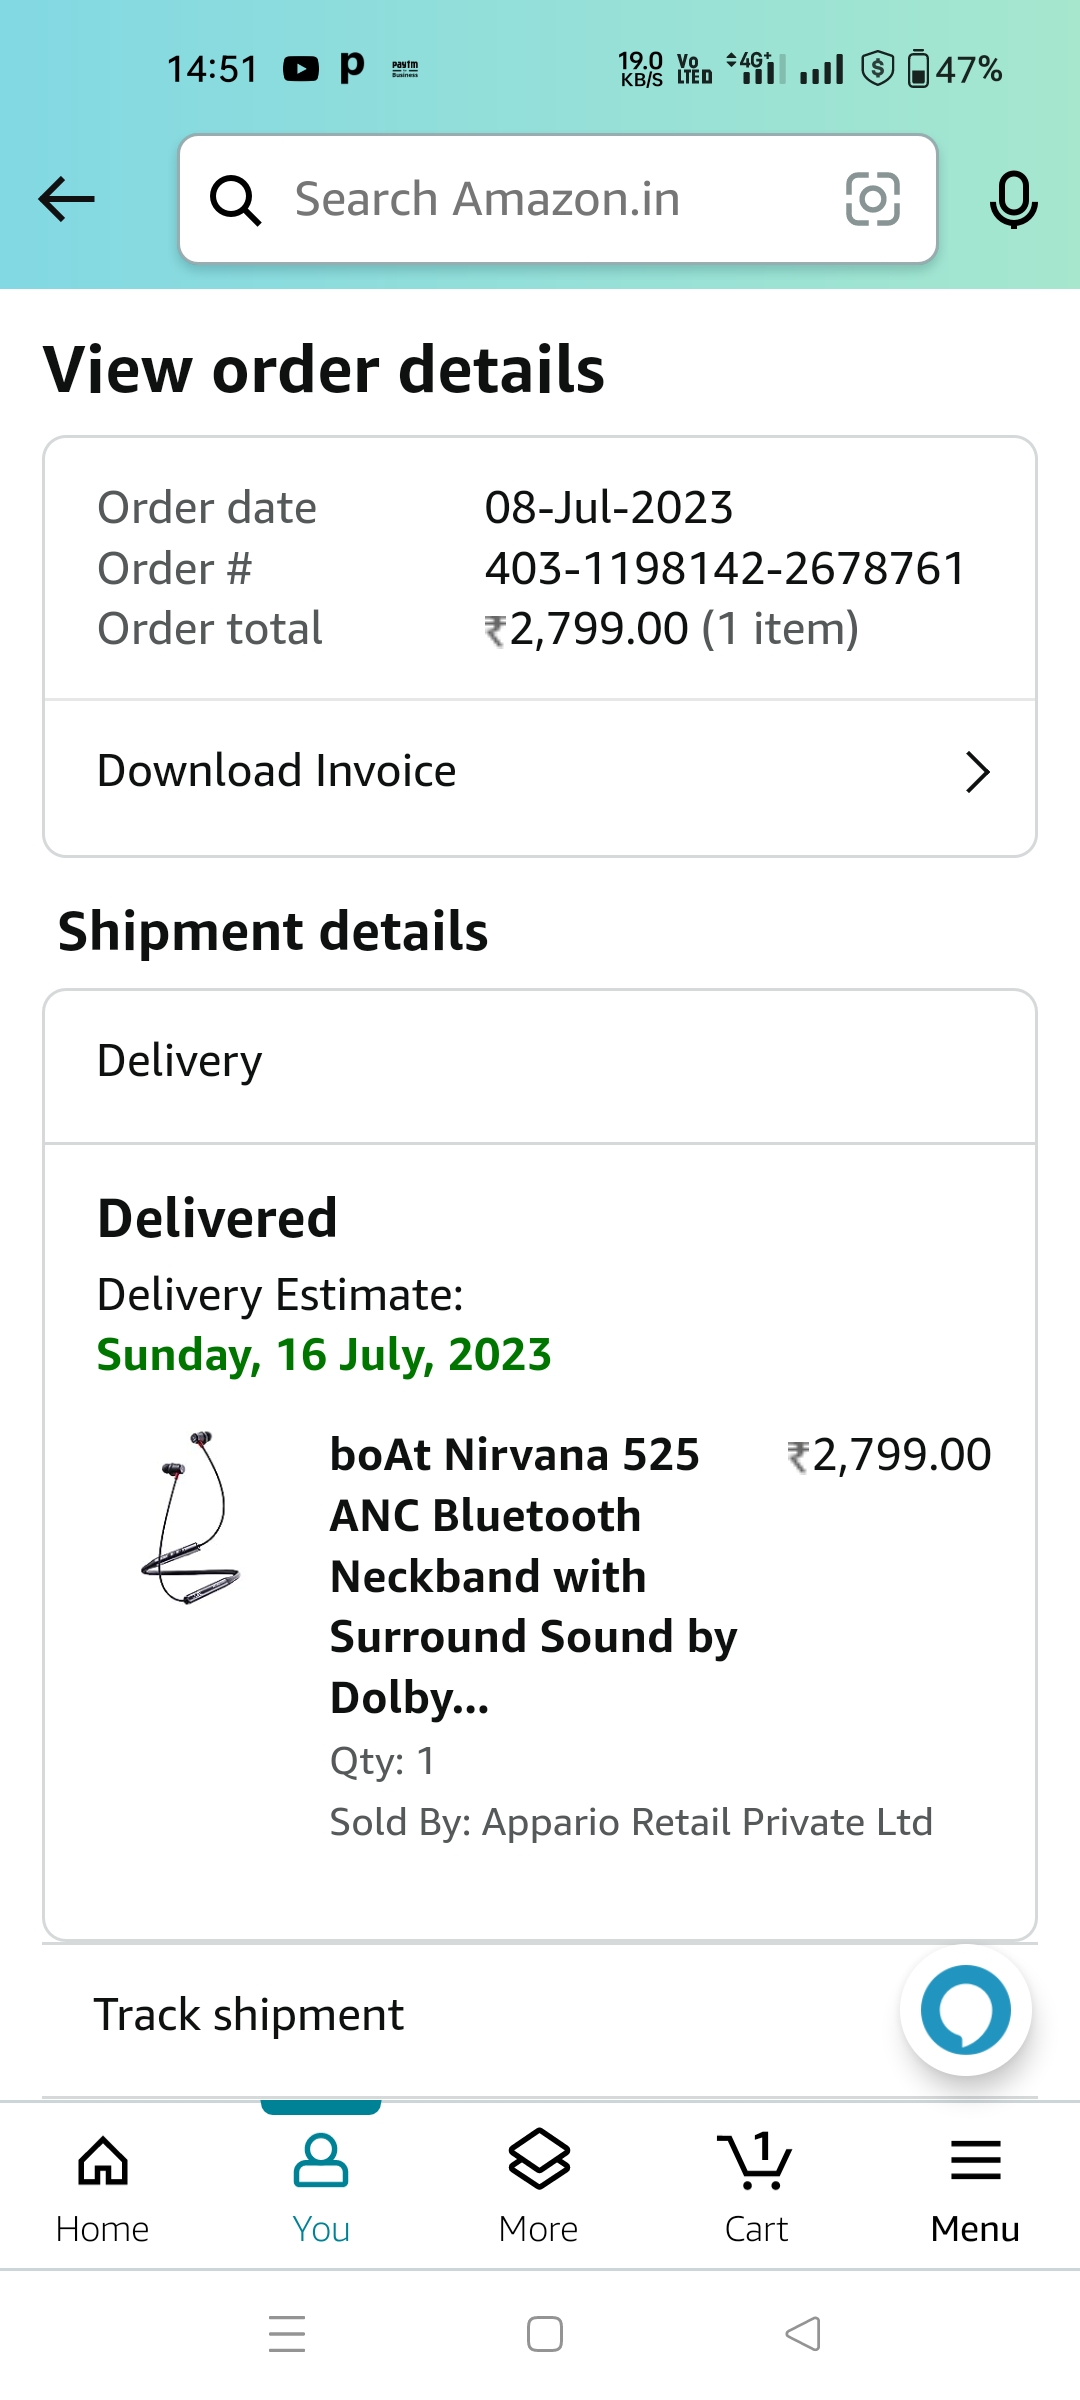 14:51 p paytm Business 19.0 KB/S Vo LTED 4G+ 47%
Search Amazon.in
View order details
Order date 08-Jul-2023
Order # 403-1198142-2678761
Order total ₹2,799.00 (1 item)
Download Invoice
Shipment details
Delivery
Delivered
Delivery Estimate:
Sunday, 16 July, 2023
boAt Nirvana 525 ₹2,799.00
ANC Bluetooth
Neckband with
Surround Sound by
Dolby...
Qty: 1
Sold By: Appario Retail Private Ltd
Track shipment
1
Home You More Cart Menu